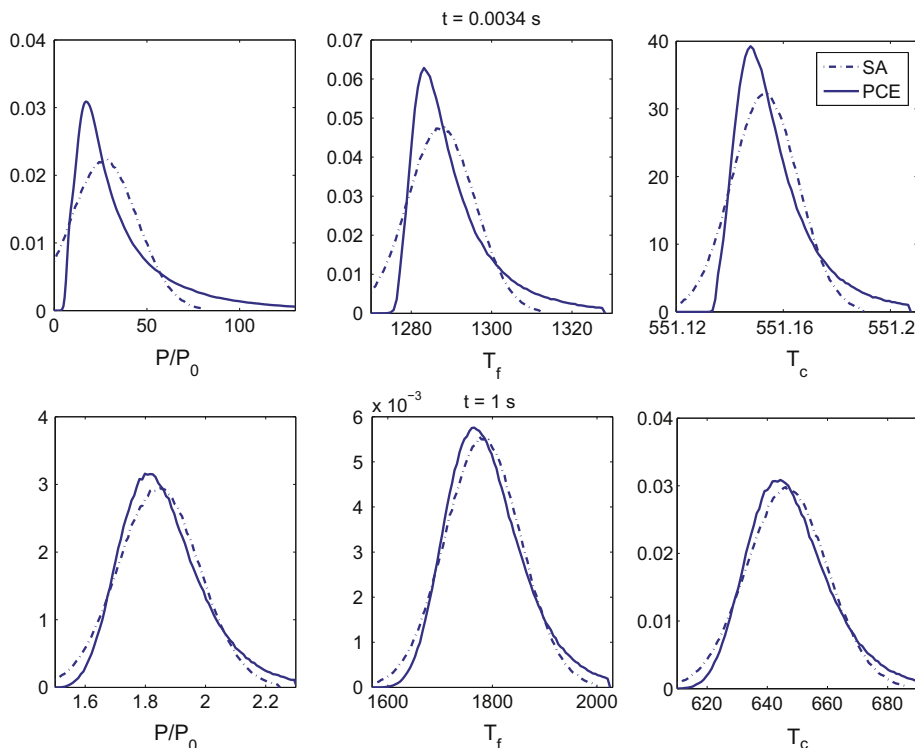 t = 0.0034 s
0.04
0.03
0.02
0.01
0
0 50 100
P/P0
0.07
0.06
0.05
0.04
0.03
0.02
0.01
0
1280 1300 1320
Tf
40
30
20
10
0
551.12 551.16 551.2
Tc
SA
PCE
t = 1 s
4
3
2
1
0
1.6 1.8 2 2.2
P/P0
x 10-3
6
5
4
3
2
1
0
1600 1800 2000
Tf
0.04
0.03
0.02
0.01
0
620 640 660 680
Tc